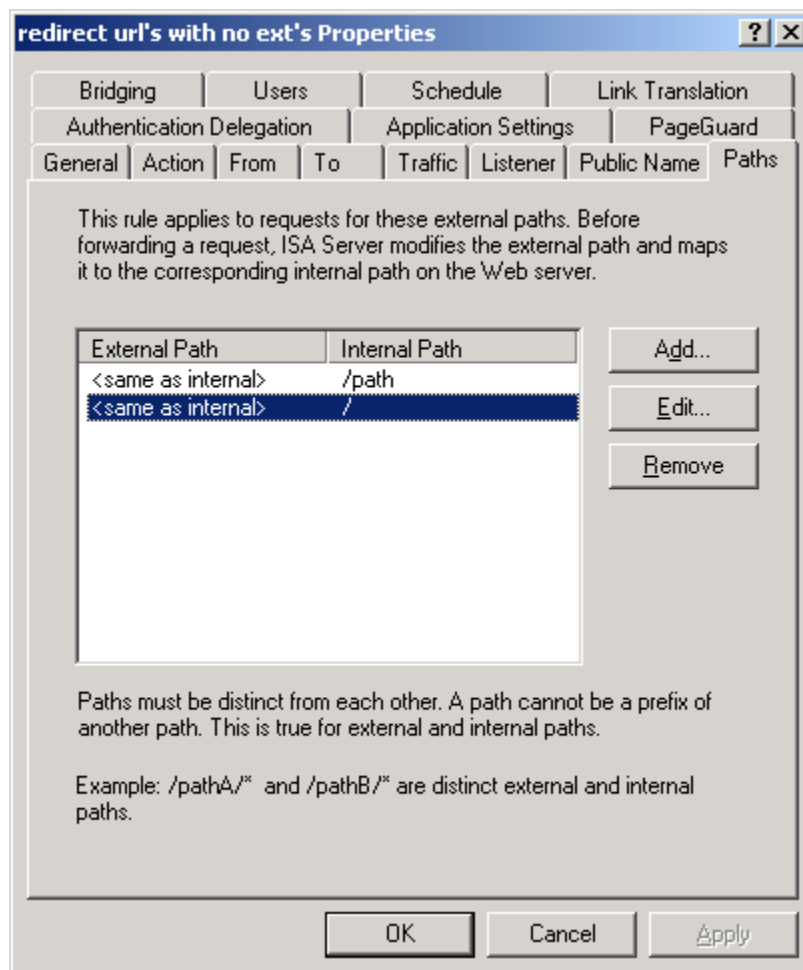 redirect url's with no ext's Properties
Bridging Users Schedule Link Translation
Authentication Delegation Application Settings PageGuard
General Action From To Traffic Listener Public Name Paths
This rule applies to requests for these external paths. Before
forwarding a request, ISA Server modifies the external path and maps
it to the corresponding internal path on the Web server.
External Path Internal Path
<same as internal> /path
<same as internal> /
Add...
Edit...
Remove
Paths must be distinct from each other. A path cannot be a prefix of
another path. This is true for external and internal paths.
Example: /pathA/* and /pathB/* are distinct external and internal
paths.
OK Cancel Apply